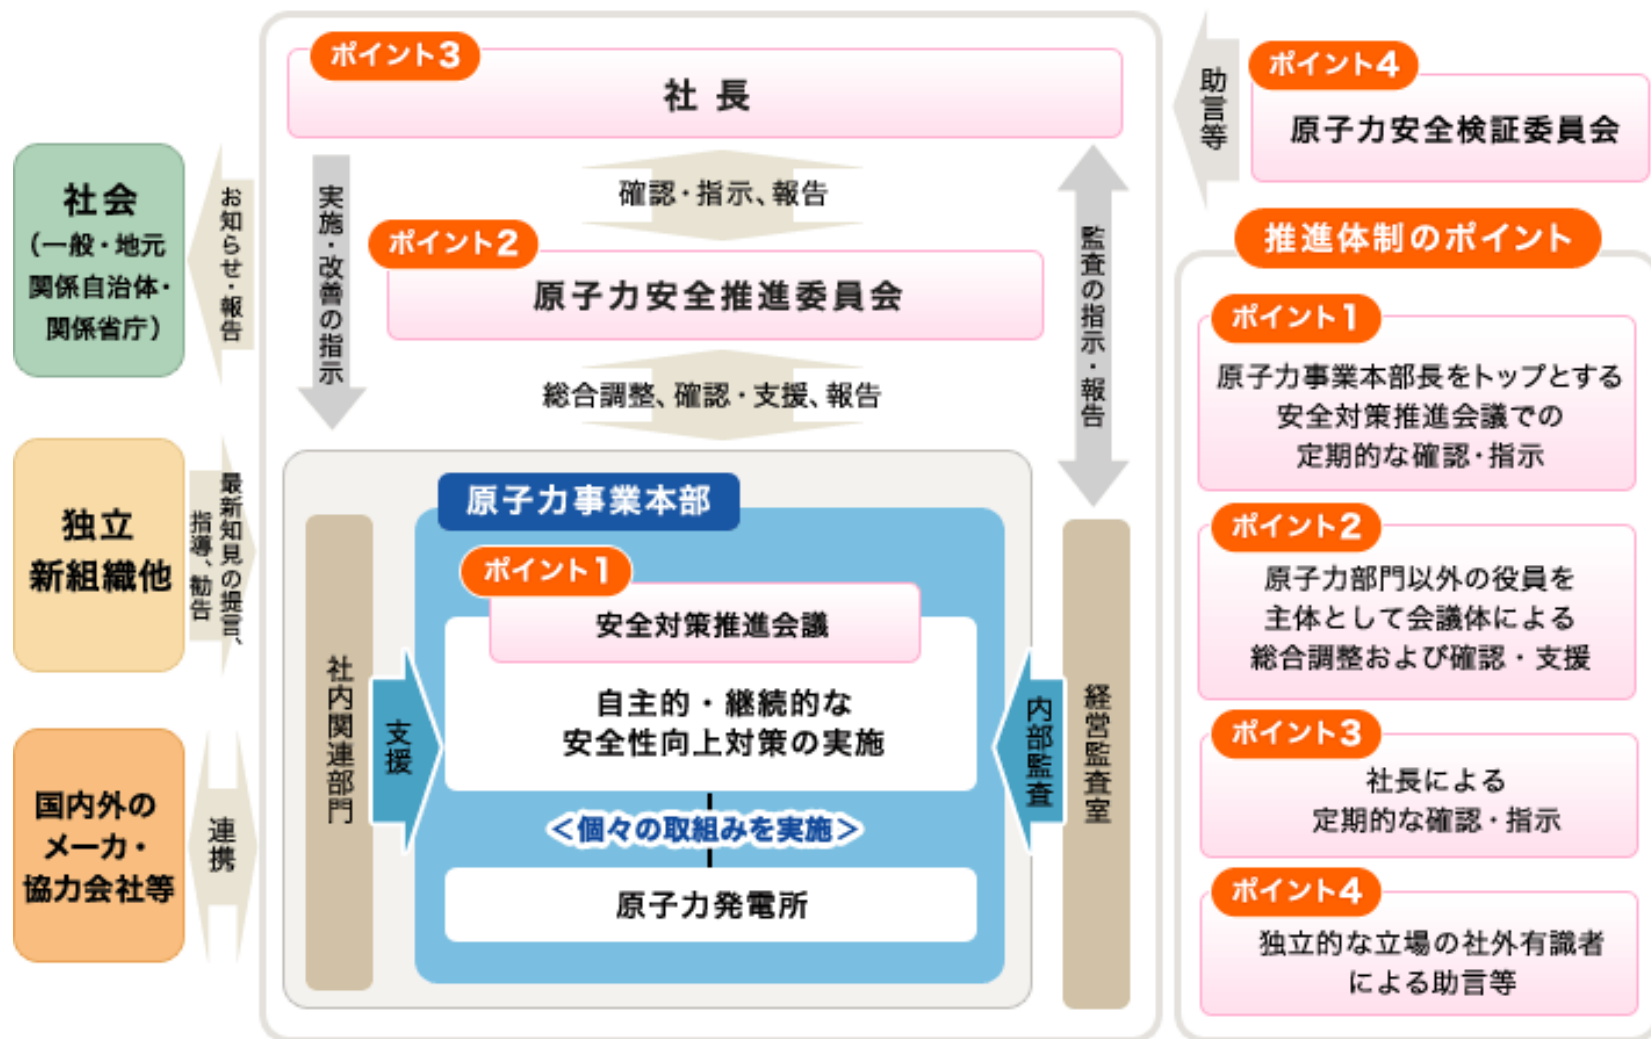 ポイント3
社長
助言等
ポイント4
原子力安全検証委員会
社会
（一般・地元
関係自治体・
関係省庁）
お知らせ・報告
実施・改善の指示
確認・指示、報告
ポイント2
原子力安全推進委員会
監査の指示・報告
総合調整、確認・支援、報告
独立
新組織他
最新知見の提言、
指導、勧告
国内外の
メーカ・
協力会社等
連携
原子力事業本部
ポイント1
安全対策推進会議
自主的・継続的な
安全性向上対策の実施
＜個々の取組みを実施＞
原子力発電所
社内関連部門
支援
内部監査
経営監査室
推進体制のポイント
ポイント1
原子力事業本部長をトップとする
安全対策推進会議での
定期的な確認・指示
ポイント2
原子力部門以外の役員を
主体として会議体による
総合調整および確認・支援
ポイント3
社長による
定期的な確認・指示
ポイント4
独立的な立場の社外有識者
による助言等